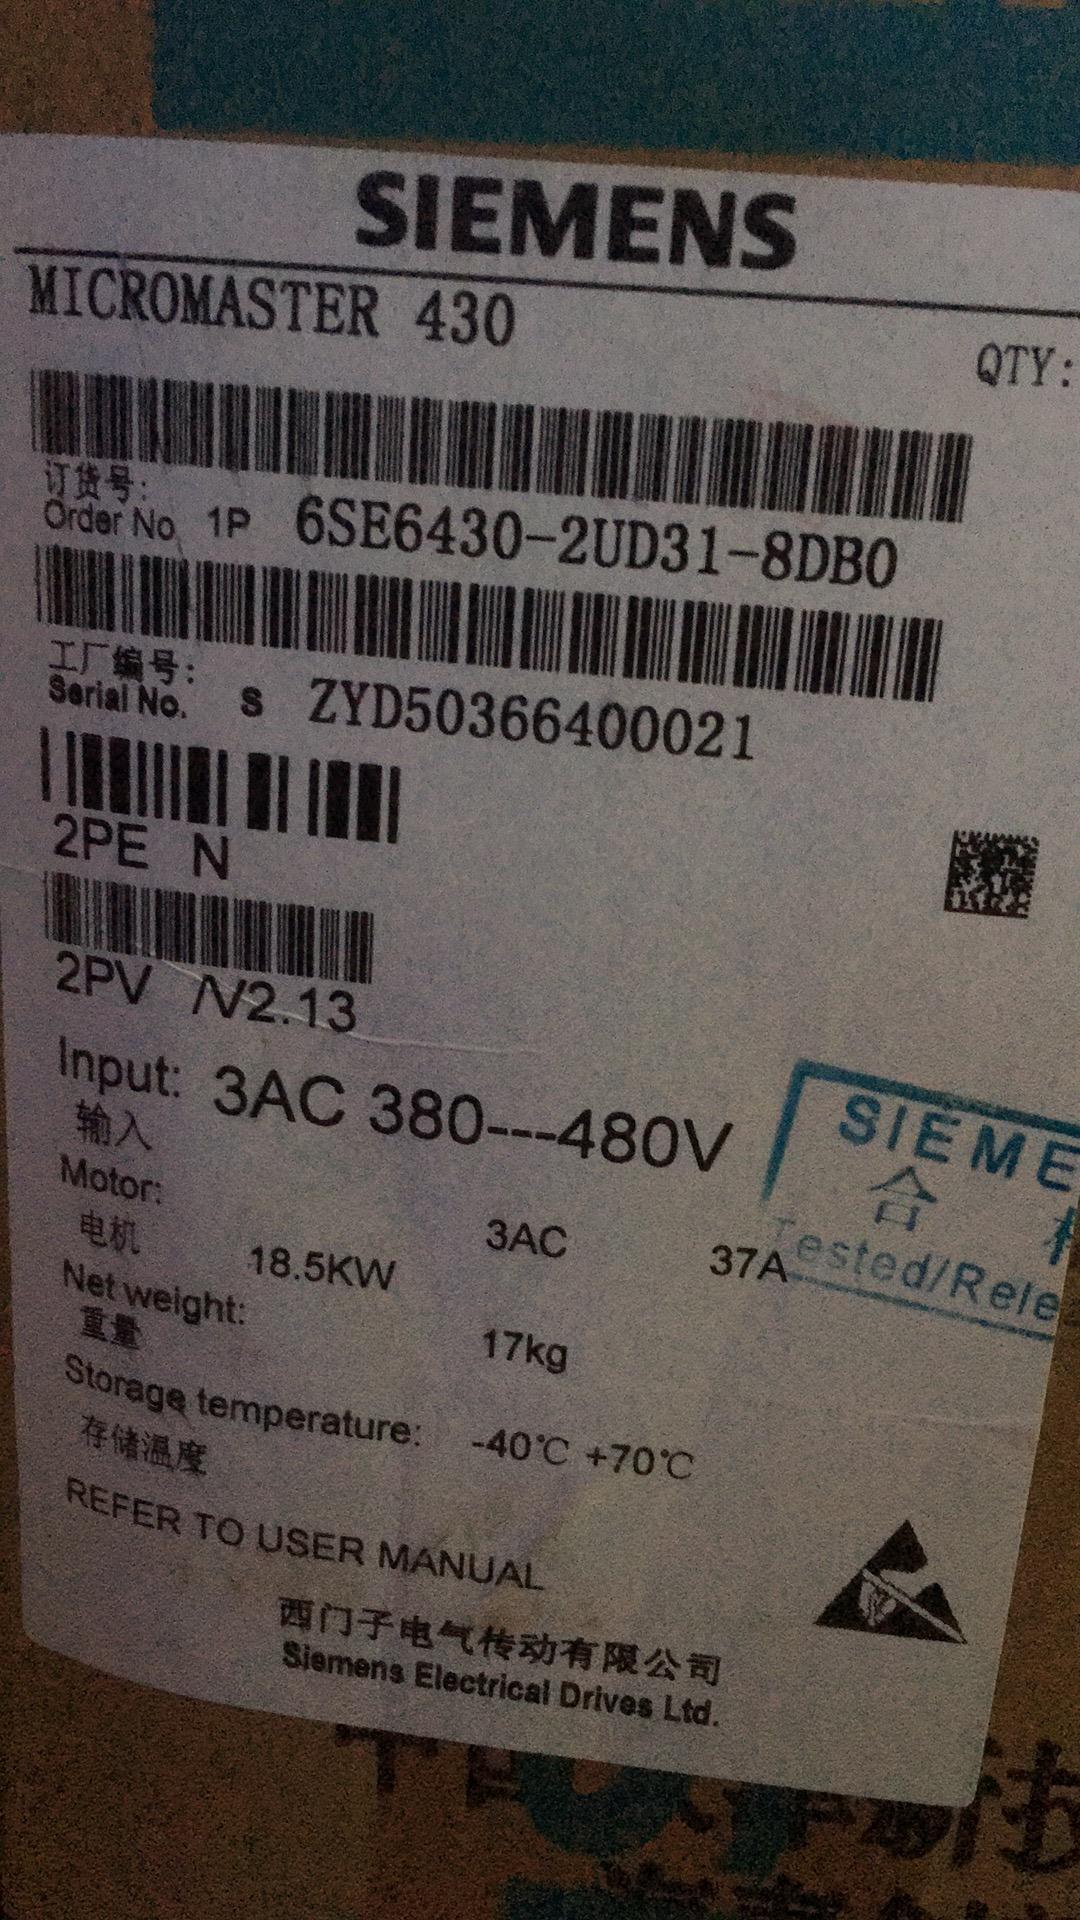 SIEMENS
MICROMASTER 430
QTY:
订货号:
Order No 1P 6SE6430-2UD31-8DB0
工厂编号:
Serial No. S ZYD50366400021
2PE N
2PV /V2.13
Input: 3AC 380---480V
输入
SIEME
合 格
Tested/Rele
Motor:
电机 18.5KW 3AC 37A
Net weight:
重量 17kg
Storage temperature: -40℃ +70℃
存储温度
REFER TO USER MANUAL
西门子电气传动有限公司
Siemens Electrical Drives Ltd.